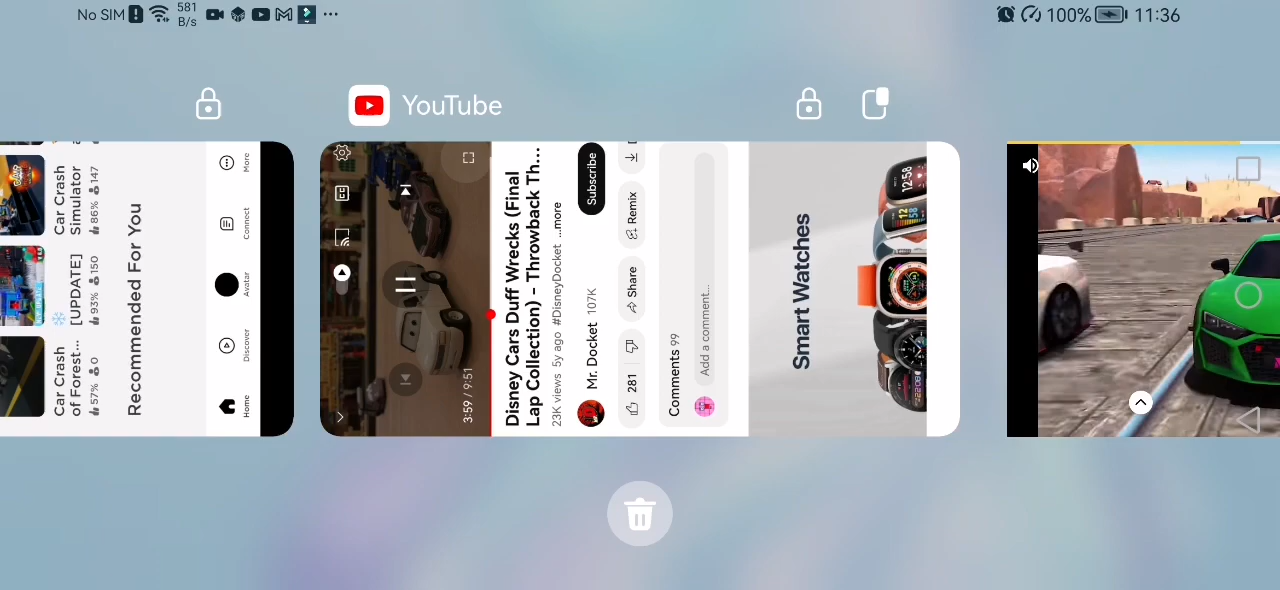 No SIM
581
B/s
100%
11:36
YouTube
Car Crash
of Forest...
57% 0
[UPDATE]
93% 150
Car Crash
Simulator
86% 147
Recommended For You
Home
Discover
Avatar
Connect
More
3:59 / 9:51
Disney Cars Duff Wrecks (Final
Lap Collection) - Throwback Th...
23K views 5y ago #DisneyDocket ...more
Mr. Docket 107K
Subscribe
281
Share
Remix
Comments 99
Add a comment...
Smart Watches
12:58